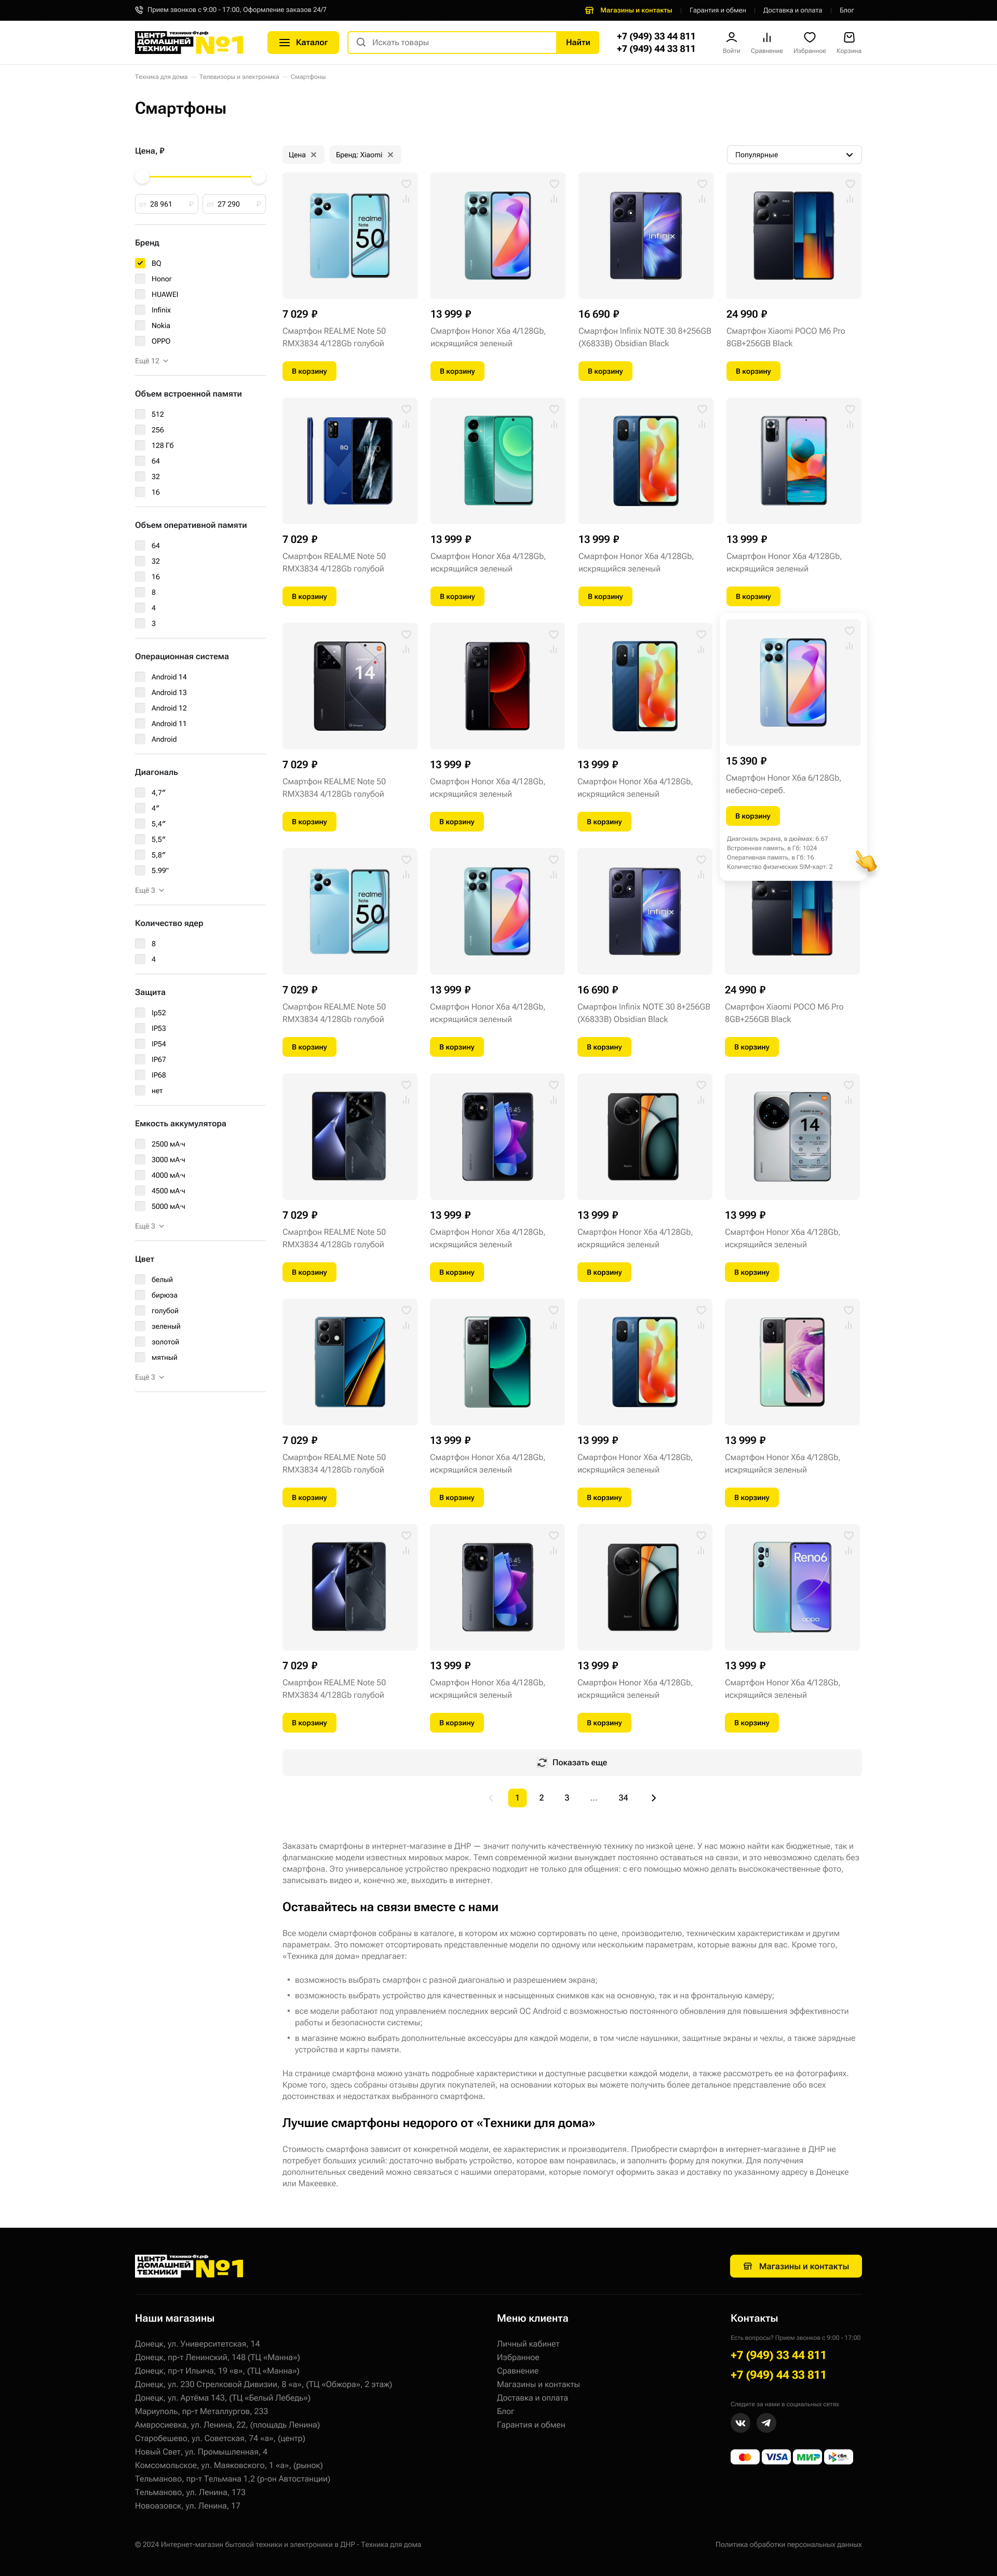 Прием звонков с 9:00 - 17:00, Оформление заказов 24/7
Магазины и контакты
Гарантия и обмен
Доставка и оплата
Блог
техника-бт.рф
ЦЕНТР
ДОМАШНЕЙ
ТЕХНИКИ №1
Каталог
Искать товары
Найти
+7 (949) 33 44 811
+7 (949) 44 33 811
Войти
Сравнение
Избранное
Корзина
Техника для дома — Телевизоры и электроника — Смартфоны
Смартфоны
Цена, ₽
от 28 961 ₽
от 27 290 ₽
Бренд
BQ
Honor
HUAWEI
Infinix
Nokia
OPPO
Ещё 12
Объем встроенной памяти
512
256
128 Гб
64
32
16
Объем оперативной памяти
64
32
16
8
4
3
Операционная система
Android 14
Android 13
Android 12
Android 11
Android
Диагональ
4,7″
4″
5,4″
5,5″
5,8″
5.99"
Ещё 3
Количество ядер
8
4
Защита
Ip52
IP53
IP54
IP67
IP68
нет
Емкость аккумулятора
2500 мА·ч
3000 мА·ч
4000 мА·ч
4500 мА·ч
5000 мА·ч
Ещё 3
Цвет
белый
бирюза
голубой
зеленый
золотой
мятный
Ещё 3
Цена
Бренд: Xiaomi
Популярные
realme
Note
50
Infinix
7 029 ₽
Смартфон REALME Note 50
RMX3834 4/128Gb голубой
В корзину
13 999 ₽
Смартфон Honor X6a 4/128Gb,
искрящийся зеленый
В корзину
16 690 ₽
Смартфон Infinix NOTE 30 8+256GB
(X6833B) Obsidian Black
В корзину
24 990 ₽
Смартфон Xiaomi POCO M6 Pro
8GB+256GB Black
В корзину
BQ
7 029 ₽
Смартфон REALME Note 50
RMX3834 4/128Gb голубой
В корзину
13 999 ₽
Смартфон Honor X6a 4/128Gb,
искрящийся зеленый
В корзину
13 999 ₽
Смартфон Honor X6a 4/128Gb,
искрящийся зеленый
В корзину
13 999 ₽
Смартфон Honor X6a 4/128Gb,
искрящийся зеленый
В корзину
14
7 029 ₽
Смартфон REALME Note 50
RMX3834 4/128Gb голубой
В корзину
13 999 ₽
Смартфон Honor X6a 4/128Gb,
искрящийся зеленый
В корзину
13 999 ₽
Смартфон Honor X6a 4/128Gb,
искрящийся зеленый
В корзину
15 390 ₽
Смартфон Honor X6a 6/128Gb,
небесно-сереб.
В корзину
Диагональ экрана, в дюймах: 6.67
Встроенная память, в Гб: 1024
Оперативная память, в Гб: 16
Количество физических SIM-карт: 2
realme
Note
50
Infinix
7 029 ₽
Смартфон REALME Note 50
RMX3834 4/128Gb голубой
В корзину
13 999 ₽
Смартфон Honor X6a 4/128Gb,
искрящийся зеленый
В корзину
16 690 ₽
Смартфон Infinix NOTE 30 8+256GB
(X6833B) Obsidian Black
В корзину
24 990 ₽
Смартфон Xiaomi POCO M6 Pro
8GB+256GB Black
В корзину
08:45
14
7 029 ₽
Смартфон REALME Note 50
RMX3834 4/128Gb голубой
В корзину
13 999 ₽
Смартфон Honor X6a 4/128Gb,
искрящийся зеленый
В корзину
13 999 ₽
Смартфон Honor X6a 4/128Gb,
искрящийся зеленый
В корзину
13 999 ₽
Смартфон Honor X6a 4/128Gb,
искрящийся зеленый
В корзину
7 029 ₽
Смартфон REALME Note 50
RMX3834 4/128Gb голубой
В корзину
13 999 ₽
Смартфон Honor X6a 4/128Gb,
искрящийся зеленый
В корзину
13 999 ₽
Смартфон Honor X6a 4/128Gb,
искрящийся зеленый
В корзину
13 999 ₽
Смартфон Honor X6a 4/128Gb,
искрящийся зеленый
В корзину
08:45
Reno6
oppo
7 029 ₽
Смартфон REALME Note 50
RMX3834 4/128Gb голубой
В корзину
13 999 ₽
Смартфон Honor X6a 4/128Gb,
искрящийся зеленый
В корзину
13 999 ₽
Смартфон Honor X6a 4/128Gb,
искрящийся зеленый
В корзину
13 999 ₽
Смартфон Honor X6a 4/128Gb,
искрящийся зеленый
В корзину
Показать еще
1 2 3 ... 34
Заказать смартфоны в интернет-магазине в ДНР — значит получить качественную технику по низкой цене. У нас можно найти как бюджетные, так и
флагманские модели известных мировых марок. Темп современной жизни вынуждает постоянно оставаться на связи, и это невозможно сделать без
смартфона. Это универсальное устройство прекрасно подходит не только для общения: с его помощью можно делать высококачественные фото,
записывать видео и, конечно же, выходить в интернет.
Оставайтесь на связи вместе с нами
Все модели смартфонов собраны в каталоге, в котором их можно сортировать по цене, производителю, техническим характеристикам и другим
параметрам. Это поможет отсортировать представленные модели по одному или нескольким параметрам, которые важны для вас. Кроме того,
«Техника для дома» предлагает:
• возможность выбрать смартфон с разной диагональю и разрешением экрана;
• возможность выбрать устройство для качественных и насыщенных снимков как на основную, так и на фронтальную камеру;
• все модели работают под управлением последних версий ОС Android с возможностью постоянного обновления для повышения эффективности
работы и безопасности системы;
• в магазине можно выбрать дополнительные аксессуары для каждой модели, в том числе наушники, защитные экраны и чехлы, а также зарядные
устройства и карты памяти.
На странице смартфона можно узнать подробные характеристики и доступные расцветки каждой модели, а также рассмотреть ее на фотографиях.
Кроме того, здесь собраны отзывы других покупателей, на основании которых вы можете получить более детальное представление обо всех
достоинствах и недостатках выбранного смартфона.
Лучшие смартфоны недорого от «Техники для дома»
Стоимость смартфона зависит от конкретной модели, ее характеристик и производителя. Приобрести смартфон в интернет-магазине в ДНР не
потребует больших усилий: достаточно выбрать устройство, которое вам понравилась, и заполнить форму для покупки. Для получения
дополнительных сведений можно связаться с нашими операторами, которые помогут оформить заказ и доставку по указанному адресу в Донецке
или Макеевке.
техника-бт.рф
ЦЕНТР
ДОМАШНЕЙ
ТЕХНИКИ №1
Магазины и контакты
Наши магазины
Донецк, ул. Университетская, 14
Донецк, пр-т Ленинский, 148 (ТЦ «Манна»)
Донецк, пр-т Ильича, 19 «в», (ТЦ «Манна»)
Донецк, ул. 230 Стрелковой Дивизии, 8 «а», (ТЦ «Обжора», 2 этаж)
Донецк, ул. Артёма 143, (ТЦ «Белый Лебедь»)
Мариуполь, пр-т Металлургов, 233
Амвросиевка, ул. Ленина, 22, (площадь Ленина)
Старобешево, ул. Советская, 74 «а», (центр)
Новый Свет, ул. Промышленная, 4
Комсомольское, ул. Маяковского, 1 «а», (рынок)
Тельманово, пр-т Тельмана 1,2 (р-он Автостанции)
Тельманово, ул. Ленина, 173
Новоазовск, ул. Ленина, 17
Меню клиента
Личный кабинет
Избранное
Сравнение
Магазины и контакты
Доставка и оплата
Блог
Гарантия и обмен
Контакты
Есть вопросы? Прием звонков с 9:00 - 17:00
+7 (949) 33 44 811
+7 (949) 44 33 811
Следите за нами в социальных сетях
VISA
МИР
сбп
© 2024 Интернет-магазин бытовой техники и электроники в ДНР - Техника для дома
Политика обработки персональных данных